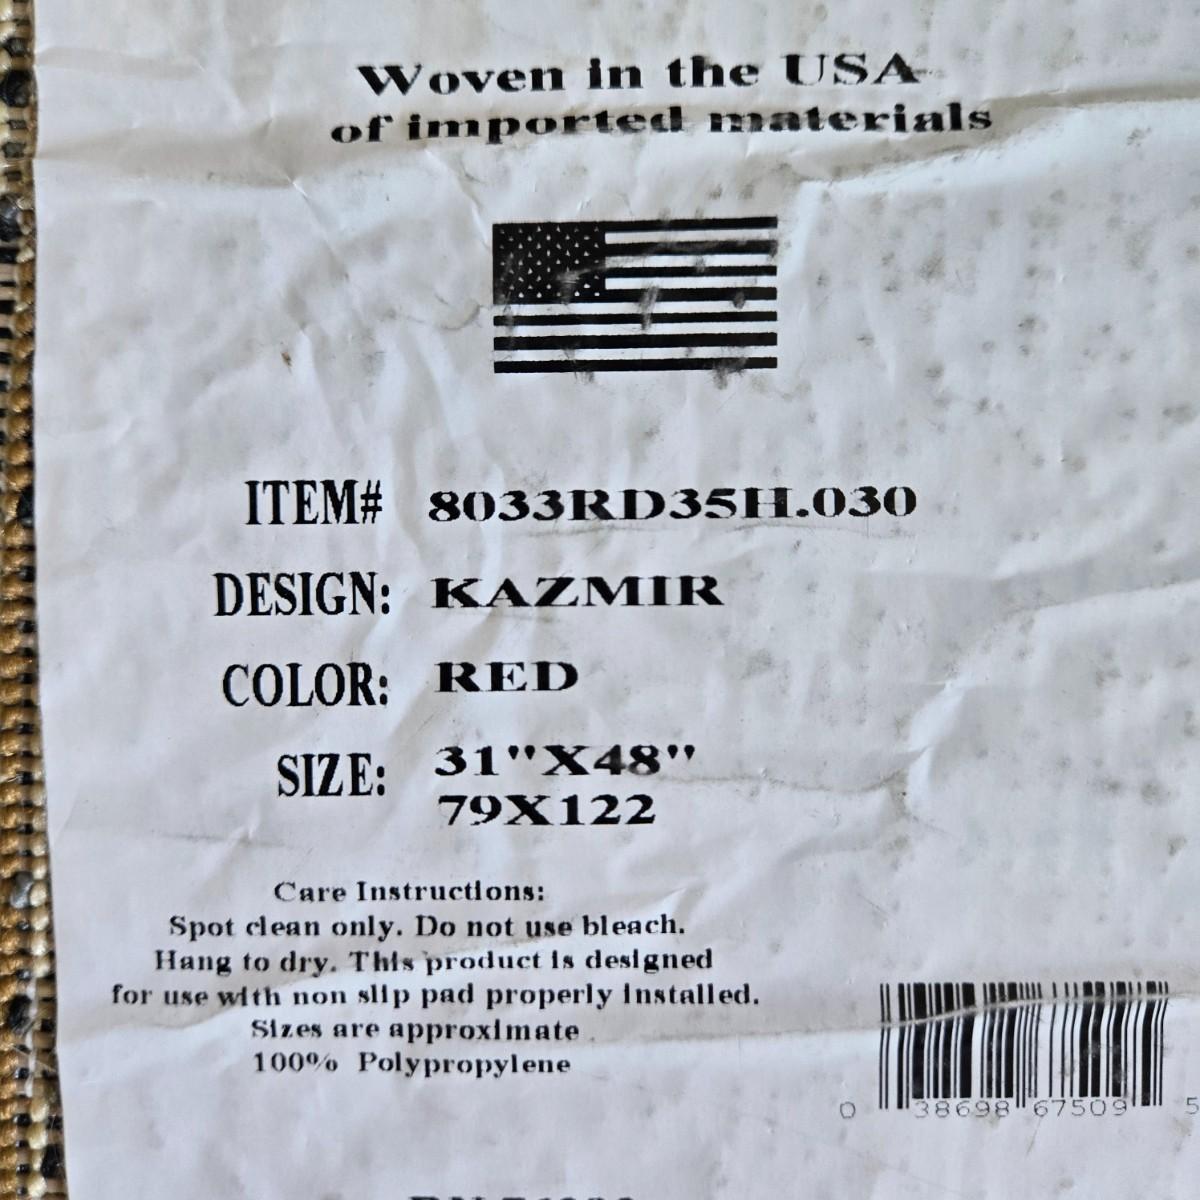 Woven in the USA
of imported materials
ITEM# 8033RD35H.030
DESIGN: KAZMIR
COLOR: RED
SIZE: 31"X48"
79X122
Care Instructions:
Spot clean only. Do not use bleach.
Hang to dry. This product is designed
for use with non slip pad properly installed.
Sizes are approximate
100% Polypropylene
0 38698 67509 5